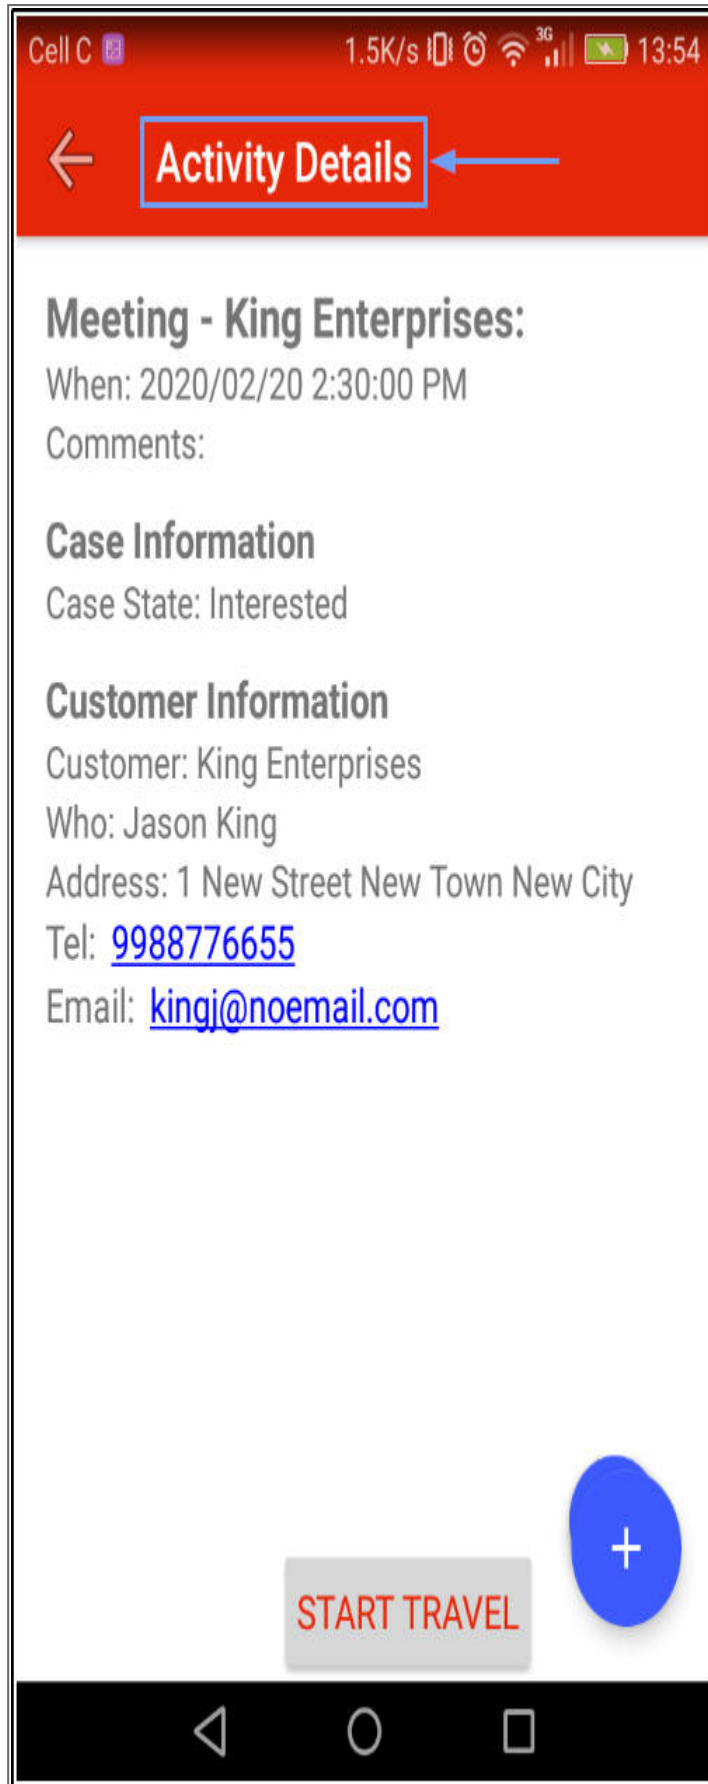 Cell C 1.5K/s 3G 13:54
Activity Details
Meeting - King Enterprises:
When: 2020/02/20 2:30:00 PM
Comments:
Case Information
Case State: Interested
Customer Information
Customer: King Enterprises
Who: Jason King
Address: 1 New Street New Town New City
Tel: 9988776655
Email: kingj@noemail.com
+
START TRAVEL